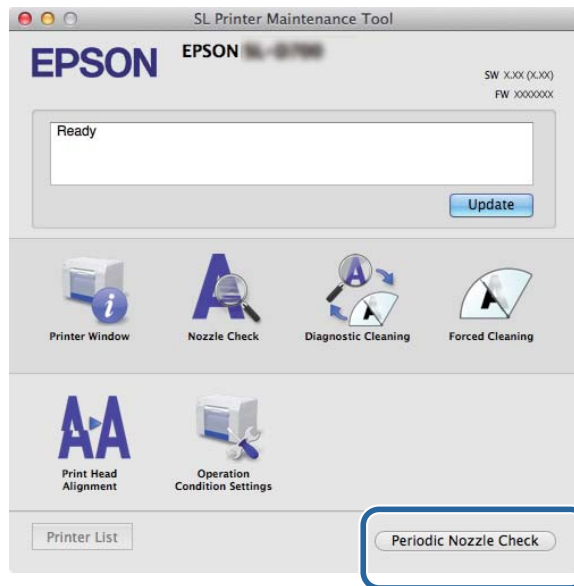 SL Printer Maintenance Tool
EPSON
EPSON
SW X.XX (X.XX)
FW XXXXXXX
Ready
Update
Printer Window
Nozzle Check
Diagnostic Cleaning
Forced Cleaning
Print Head
Alignment
Operation
Condition Settings
Printer List
Periodic Nozzle Check